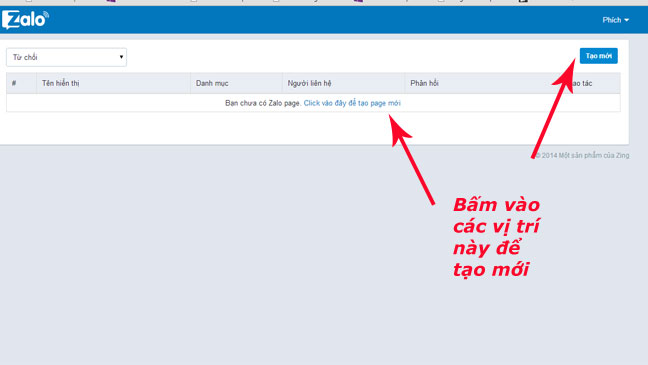 Zalo
Phích
Từ chối
Tạo mới
# Tên hiển thị Danh mục Người liên hệ Phản hồi ao tác
Bạn chưa có Zalo page. Click vào đây để tạo page mới
© 2014 Một sản phẩm của Zing
Bấm vào
các vị trí
này để
tạo mới